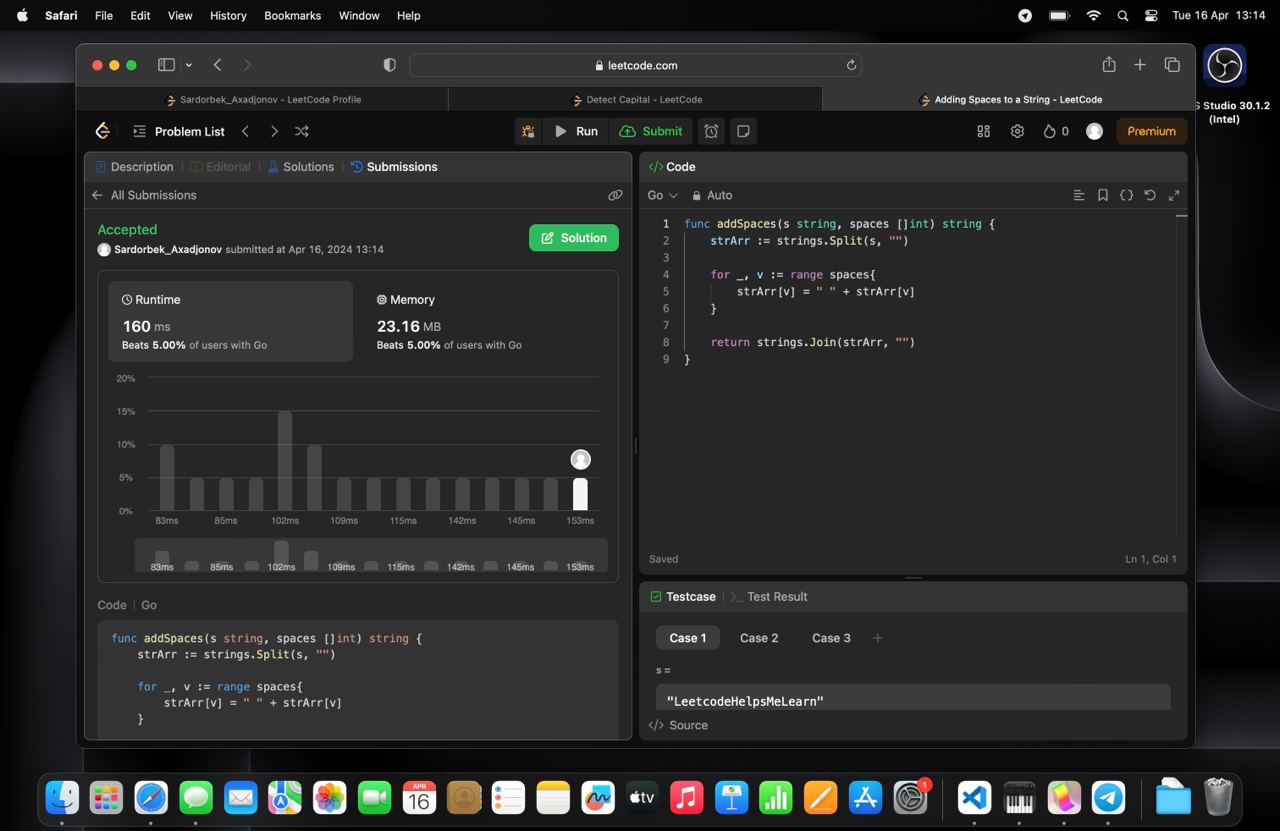 Safari File Edit View History Bookmarks Window Help Tue 16 Apr 13:14
leetcode.com
Sardorbek_Axadjonov - LeetCode Profile Detect Capital - LeetCode Adding Spaces to a String - LeetCode
S Studio 30.1.2
(Intel)
Problem List Run Submit 0 Premium
Description Editorial Solutions Submissions
All Submissions
Accepted
Sardorbek_Axadjonov submitted at Apr 16, 2024 13:14
Solution
Runtime
160 ms
Beats 5.00% of users with Go
Memory
23.16 MB
Beats 5.00% of users with Go
20%
15%
10%
5%
0%
83ms 85ms 102ms 109ms 115ms 142ms 145ms 153ms
83ms 85ms 102ms 109ms 115ms 142ms 145ms 153ms
Code Go
func addSpaces(s string, spaces []int) string {
strArr := strings.Split(s, "")
for _, v := range spaces{
strArr[v] = " " + strArr[v]
}
</> Code
Go Auto
1 func addSpaces(s string, spaces []int) string {
2 strArr := strings.Split(s, "")
3
4 for _, v := range spaces{
5 strArr[v] = " " + strArr[v]
6 }
7
8 return strings.Join(strArr, "")
9 }
Saved Ln 1, Col 1
Testcase >_ Test Result
Case 1 Case 2 Case 3 +
s =
"LeetcodeHelpsMeLearn"
</> Source
APR
16
tv
1